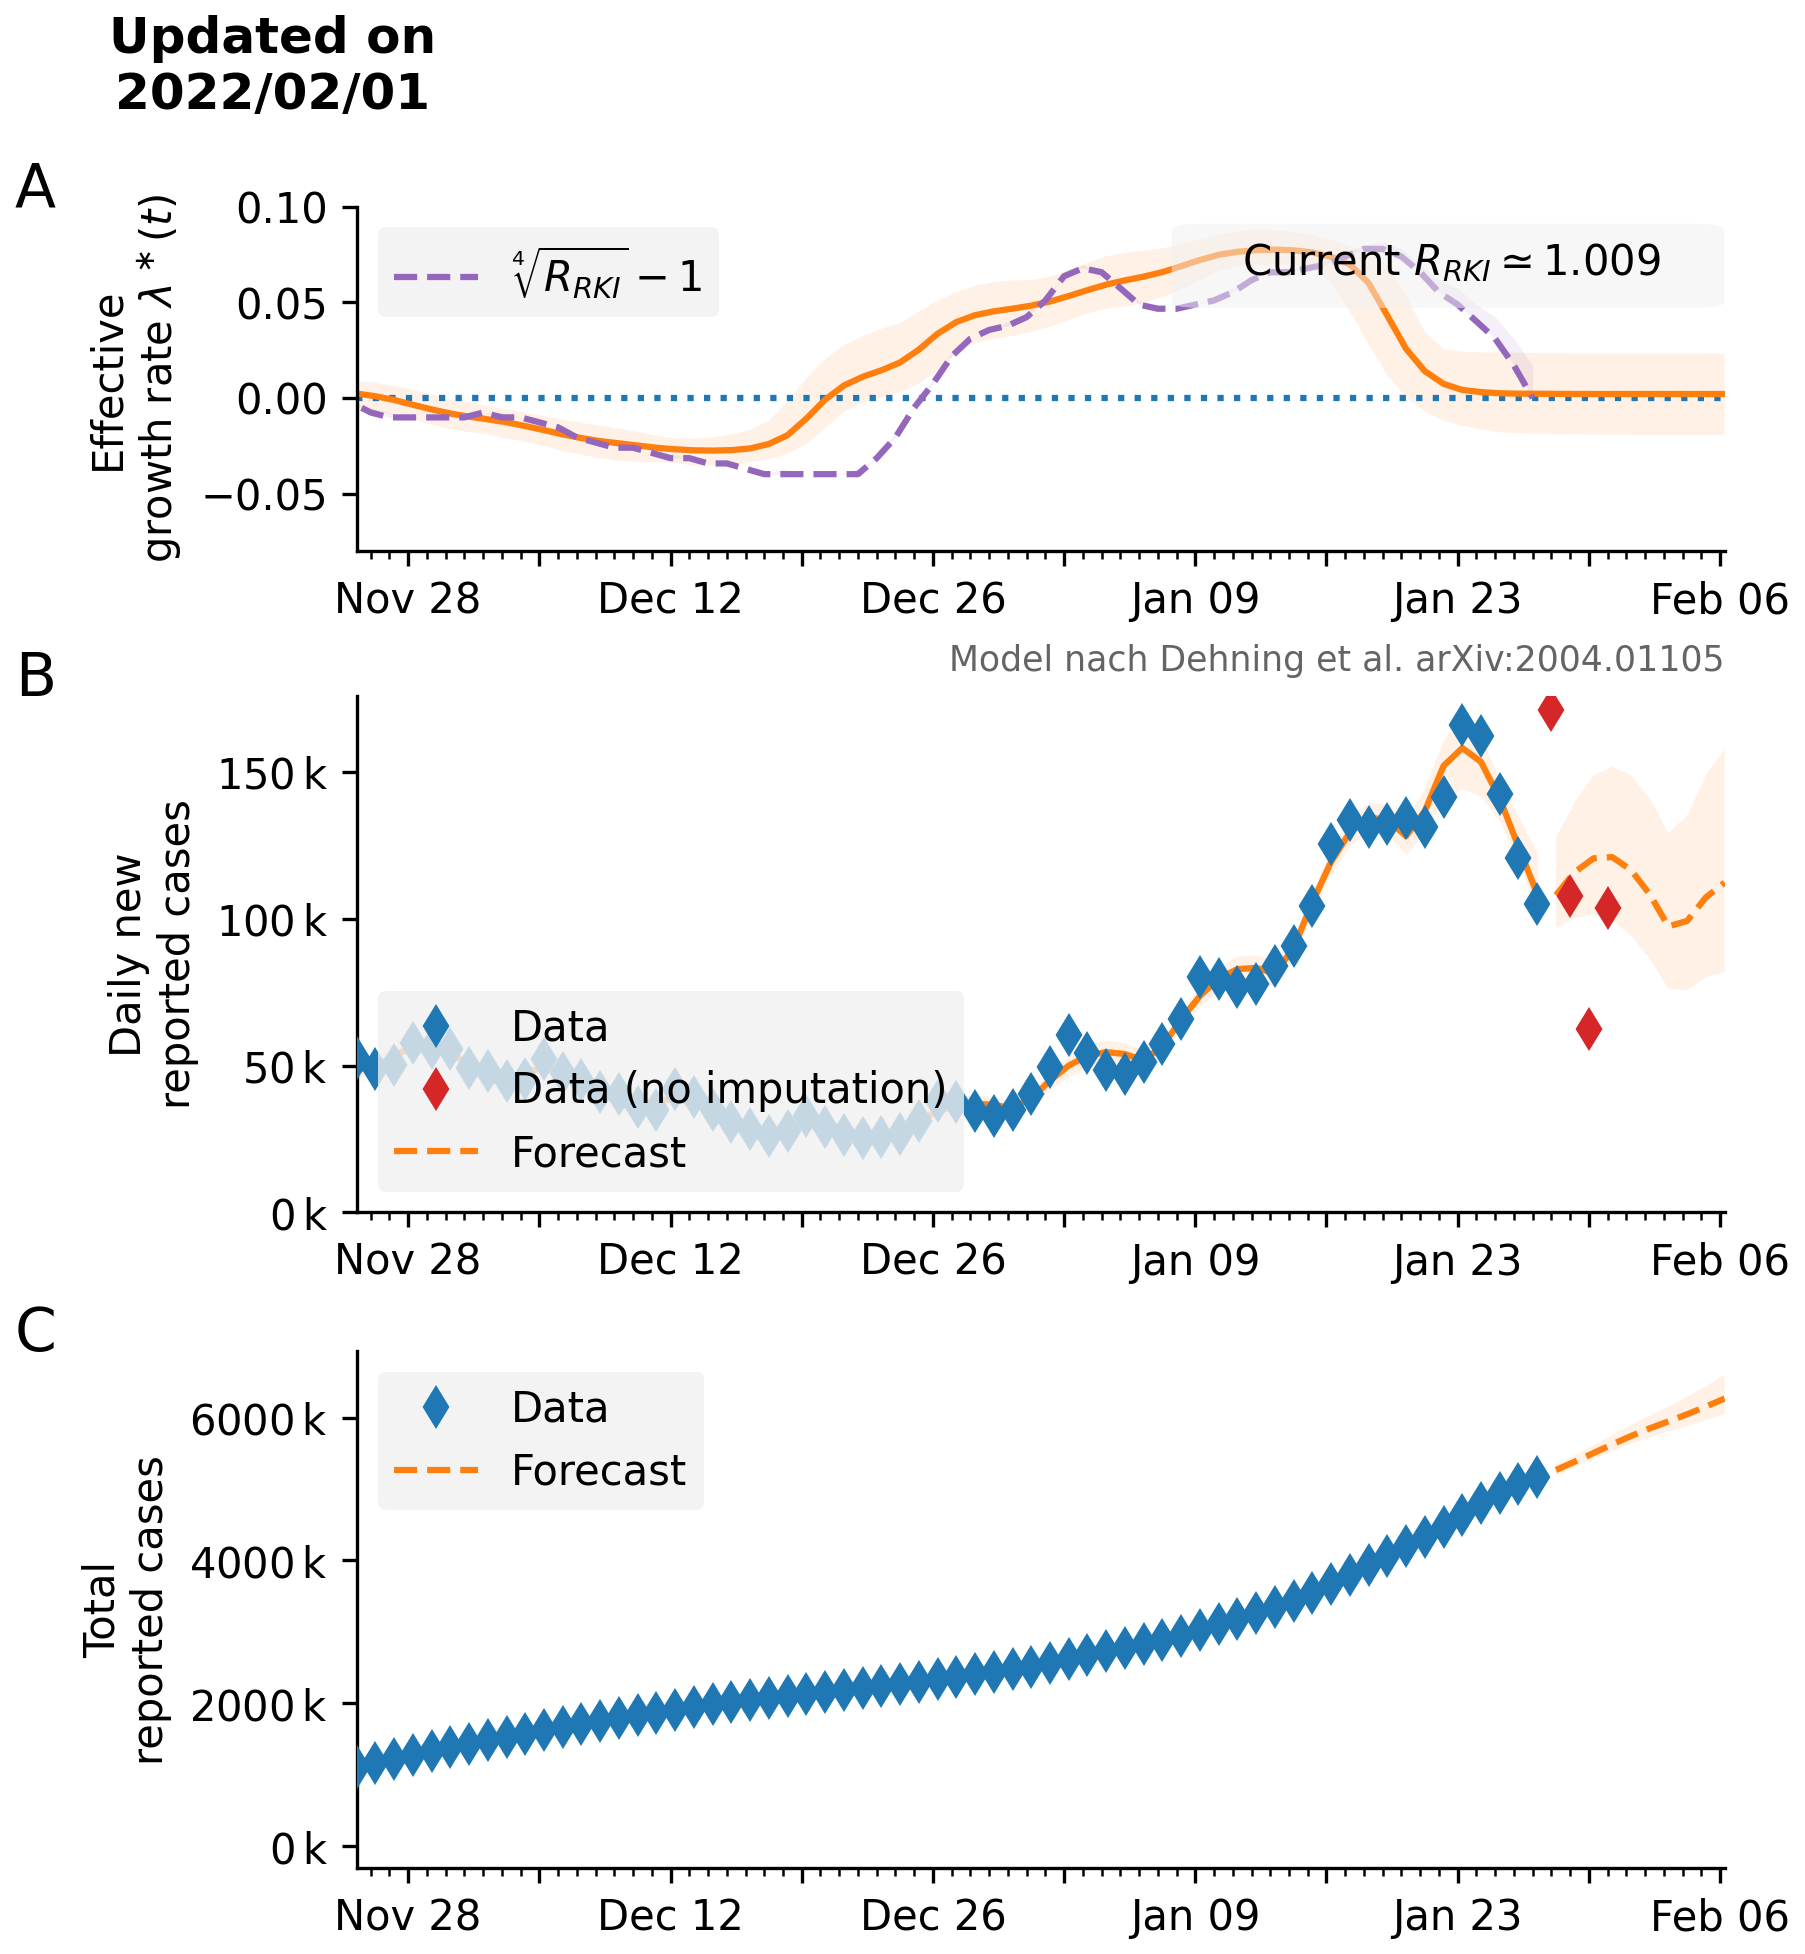 Updated on
2022/02/01
A
Effective
growth rate λ * (t)
0.10
0.05
0.00
−0.05
∜R_RKI − 1
Current R_RKI ≃ 1.009
Nov 28 Dec 12 Dec 26 Jan 09 Jan 23 Feb 06
Model nach Dehning et al. arXiv:2004.01105
B
Daily new
reported cases
150 k
100 k
50 k
0 k
Data
Data (no imputation)
Forecast
Nov 28 Dec 12 Dec 26 Jan 09 Jan 23 Feb 06
C
Total
reported cases
6000 k
4000 k
2000 k
0 k
Data
Forecast
Nov 28 Dec 12 Dec 26 Jan 09 Jan 23 Feb 06